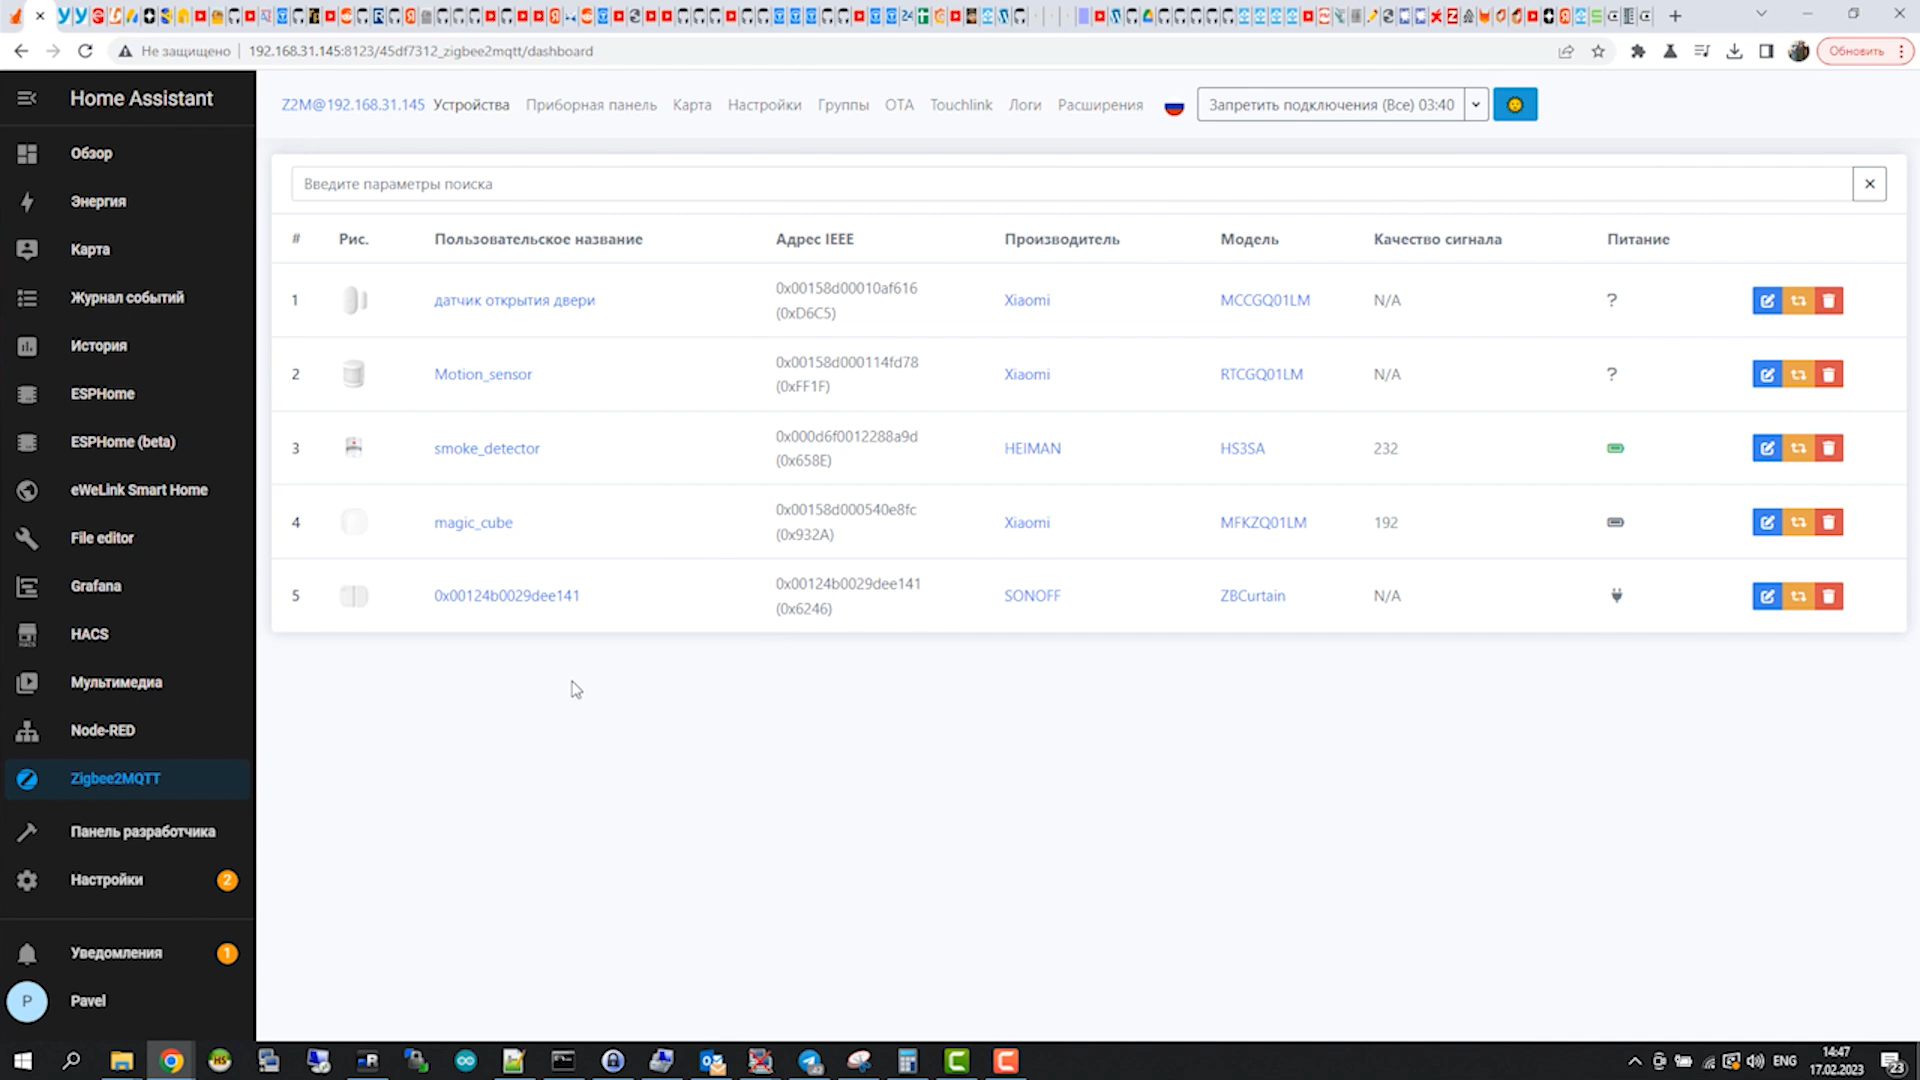 Не защищено
192.168.31.145:8123/45df7312_zigbee2mqtt/dashboard
Обновить
Home Assistant
Обзор
Энергия
Карта
Журнал событий
История
ESPHome
ESPHome (beta)
eWeLink Smart Home
File editor
Grafana
HACS
Мультимедиа
Node-RED
Zigbee2MQTT
Панель разработчика
Настройки 2
Уведомления 1
P Pavel
Z2M@192.168.31.145 Устройства Приборная панель Карта Настройки Группы OTA Touchlink Логи Расширения Запретить подключения (Все) 03:40
Введите параметры поиска
# Рис. Пользовательское название Адрес IEEE Производитель Модель Качество сигнала Питание
1 датчик открытия двери 0x00158d00010af616 Xiaomi MCCGQ01LM N/A ?
(0xD6C5)
2 Motion_sensor 0x00158d000114fd78 Xiaomi RTCGQ01LM N/A ?
(0xFF1F)
3 smoke_detector 0x000d6f0012288a9d HEIMAN HS3SA 232
(0x658E)
4 magic_cube 0x00158d000540e8fc Xiaomi MFKZQ01LM 192
(0x932A)
5 0x00124b0029dee141 0x00124b0029dee141 SONOFF ZBCurtain N/A
(0x6246)
ENG
14:47
17.02.2023
23